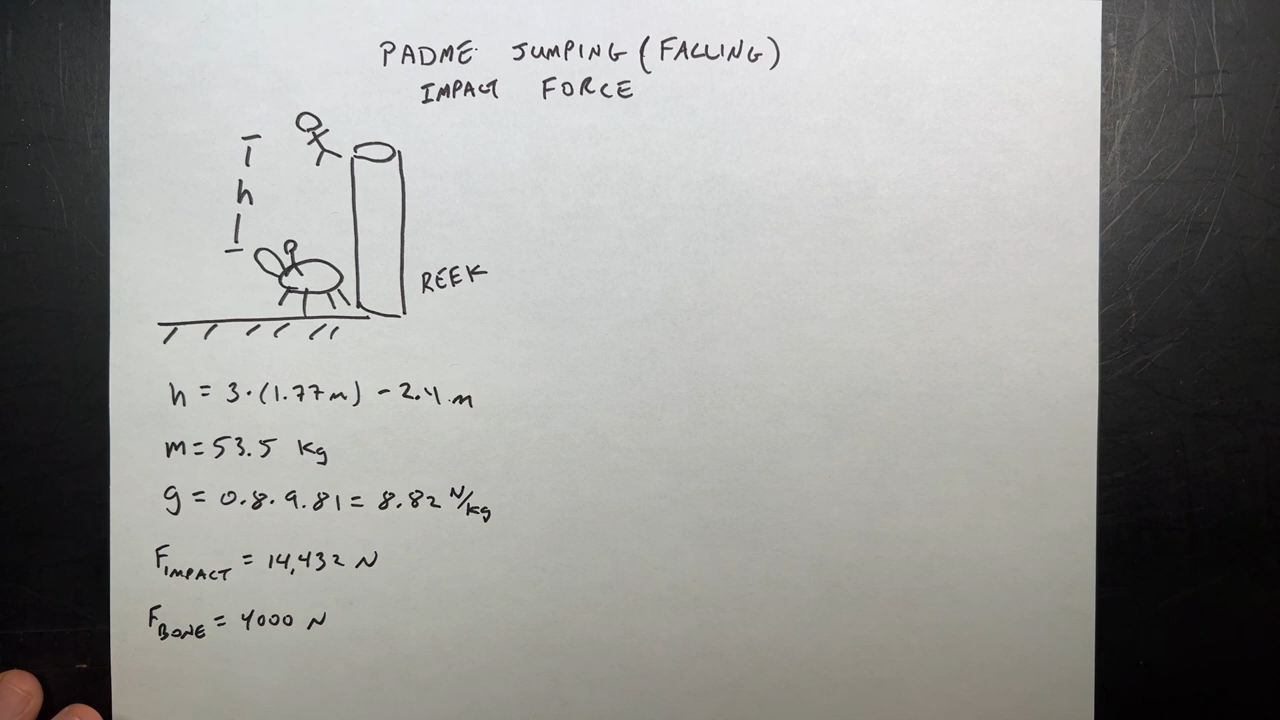 PADME JUMPING (FALLING)
IMPACT FORCE
h
REEK
h = 3·(1.77m) - 2.4.m
m = 53.5 kg
g = 0.8·9.81 = 8.82 N/kg
F_IMPACT = 14,432 N
F_BONE = 4000 N